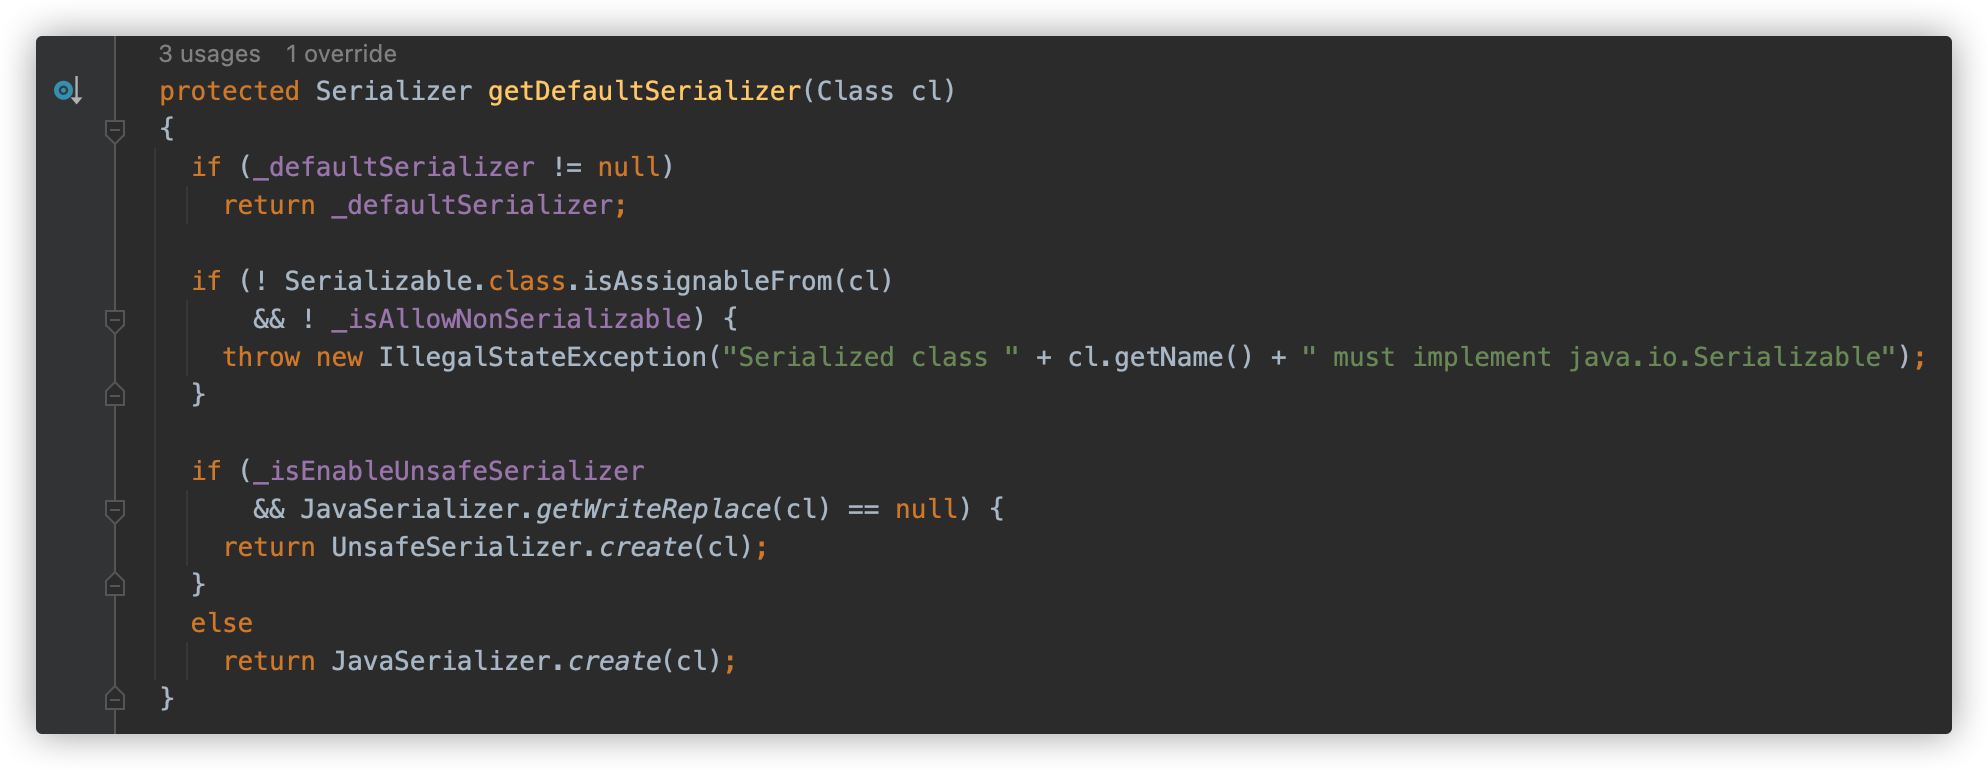 3 usages   1 override
protected Serializer getDefaultSerializer(Class cl)
{
  if (_defaultSerializer != null)
    return _defaultSerializer;

  if (! Serializable.class.isAssignableFrom(cl)
      && ! _isAllowNonSerializable) {
    throw new IllegalStateException("Serialized class " + cl.getName() + " must implement java.io.Serializable");
  }

  if (_isEnableUnsafeSerializer
      && JavaSerializer.getWriteReplace(cl) == null) {
    return UnsafeSerializer.create(cl);
  }
  else
    return JavaSerializer.create(cl);
}